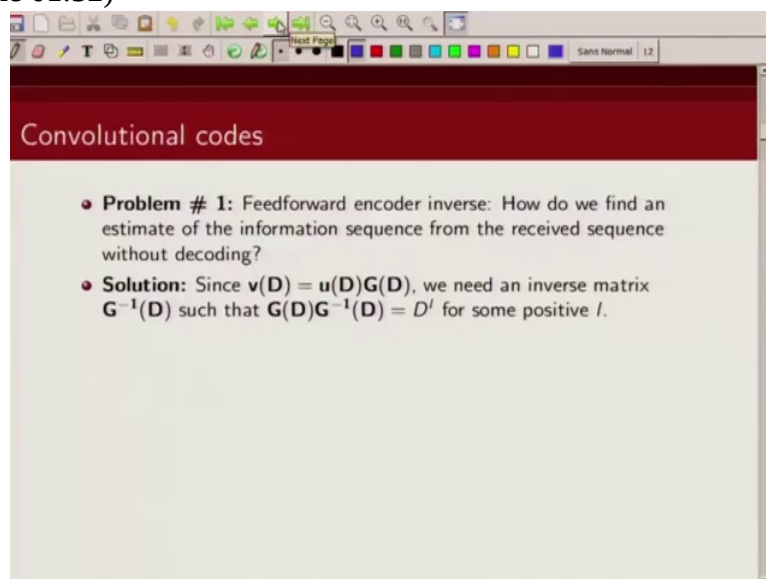 Next Page
Sans Normal 12
Convolutional codes
Problem # 1: Feedforward encoder inverse: How do we find an
estimate of the information sequence from the received sequence
without decoding?
Solution: Since v(D) = u(D)G(D), we need an inverse matrix
G⁻¹(D) such that G(D)G⁻¹(D) = Dˡ for some positive l.